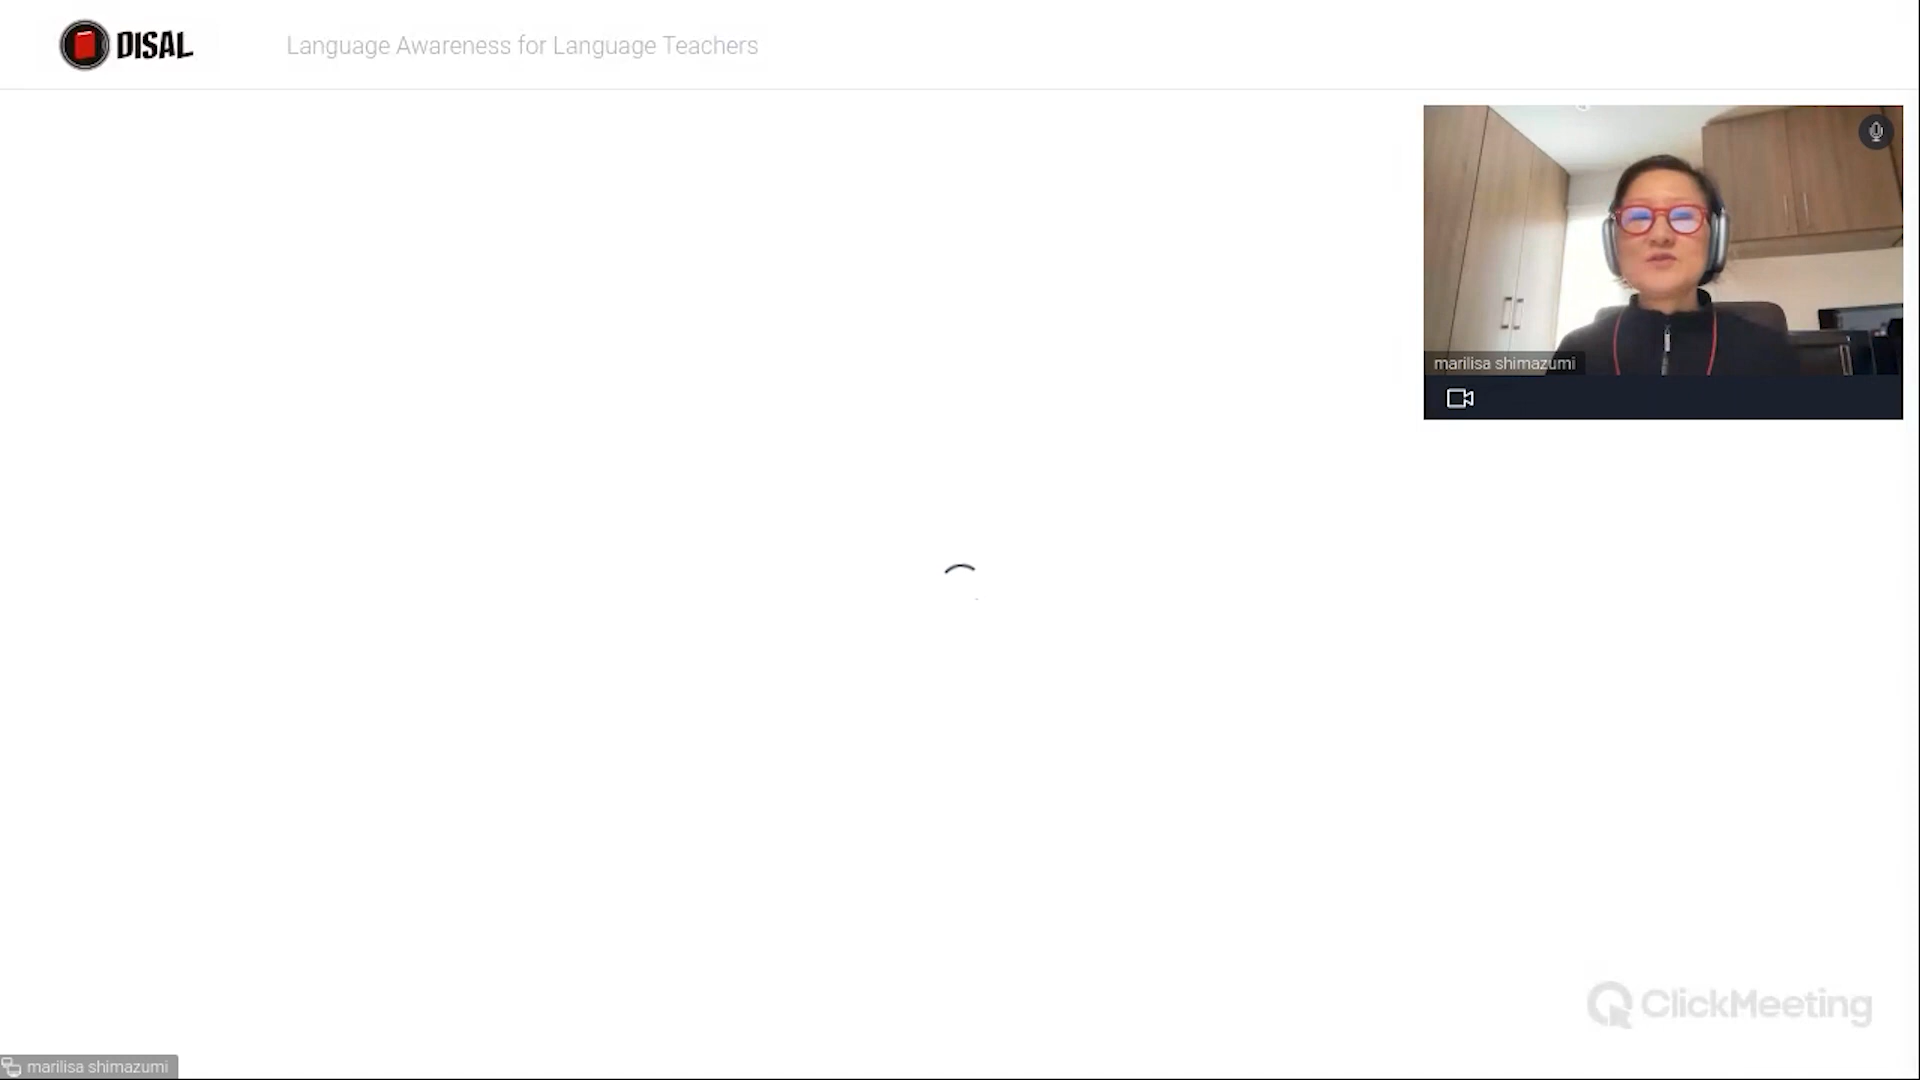 DISAL
Language Awareness for Language Teachers
marilisa shimazumi
ClickMeeting
marilisa shimazumi